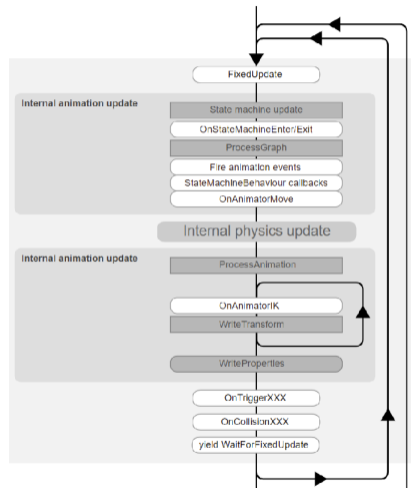 FixedUpdate
Internal animation update
State machine update
OnStateMachineEnter/Exit
ProcessGraph
Fire animation events
StateMachineBehaviour callbacks
OnAnimatorMove
Internal physics update
Internal animation update
ProcessAnimation
OnAnimatorIK
WriteTransform
WriteProperties
OnTriggerXXX
OnCollisionXXX
yield WaitForFixedUpdate